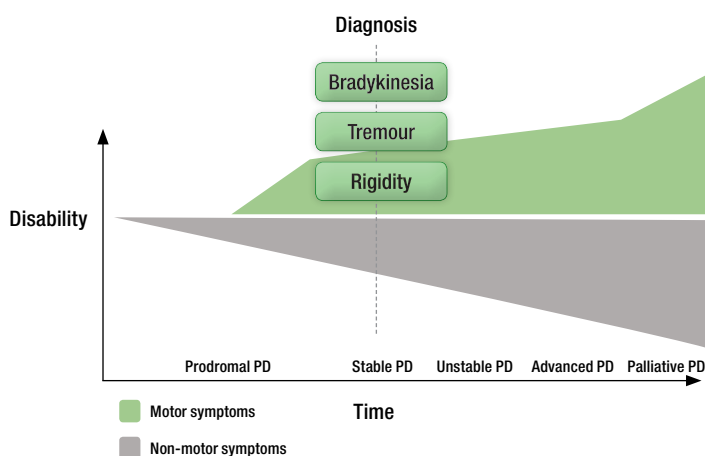 Diagnosis
Bradykinesia
Tremour
Rigidity
Disability
Prodromal PD Stable PD Unstable PD Advanced PD Palliative PD
Motor symptoms
Time
Non-motor symptoms